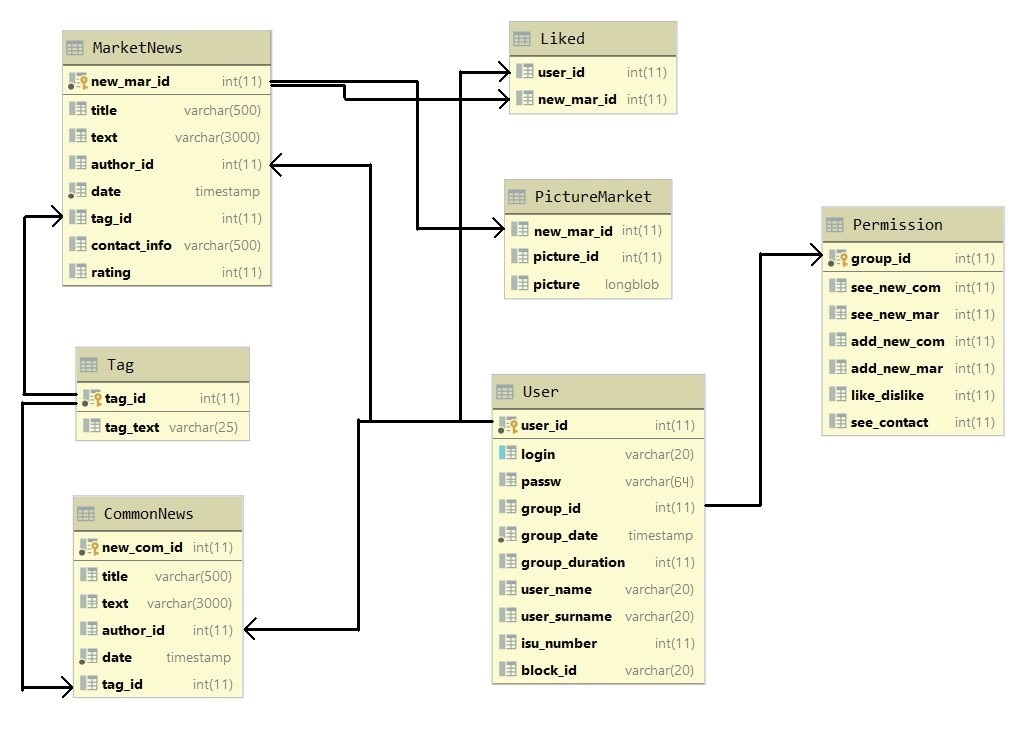 MarketNews
new_mar_id int(11)
title varchar(500)
text varchar(3000)
author_id int(11)
date timestamp
tag_id int(11)
contact_info varchar(500)
rating int(11)
Liked
user_id int(11)
new_mar_id int(11)
PictureMarket
new_mar_id int(11)
picture_id int(11)
picture longblob
Permission
group_id int(11)
see_new_com int(11)
see_new_mar int(11)
add_new_com int(11)
add_new_mar int(11)
like_dislike int(11)
see_contact int(11)
Tag
tag_id int(11)
tag_text varchar(25)
User
user_id int(11)
login varchar(20)
passw varchar(64)
group_id int(11)
group_date timestamp
group_duration int(11)
user_name varchar(20)
user_surname varchar(20)
isu_number int(11)
block_id varchar(20)
CommonNews
new_com_id int(11)
title varchar(500)
text varchar(3000)
author_id int(11)
date timestamp
tag_id int(11)